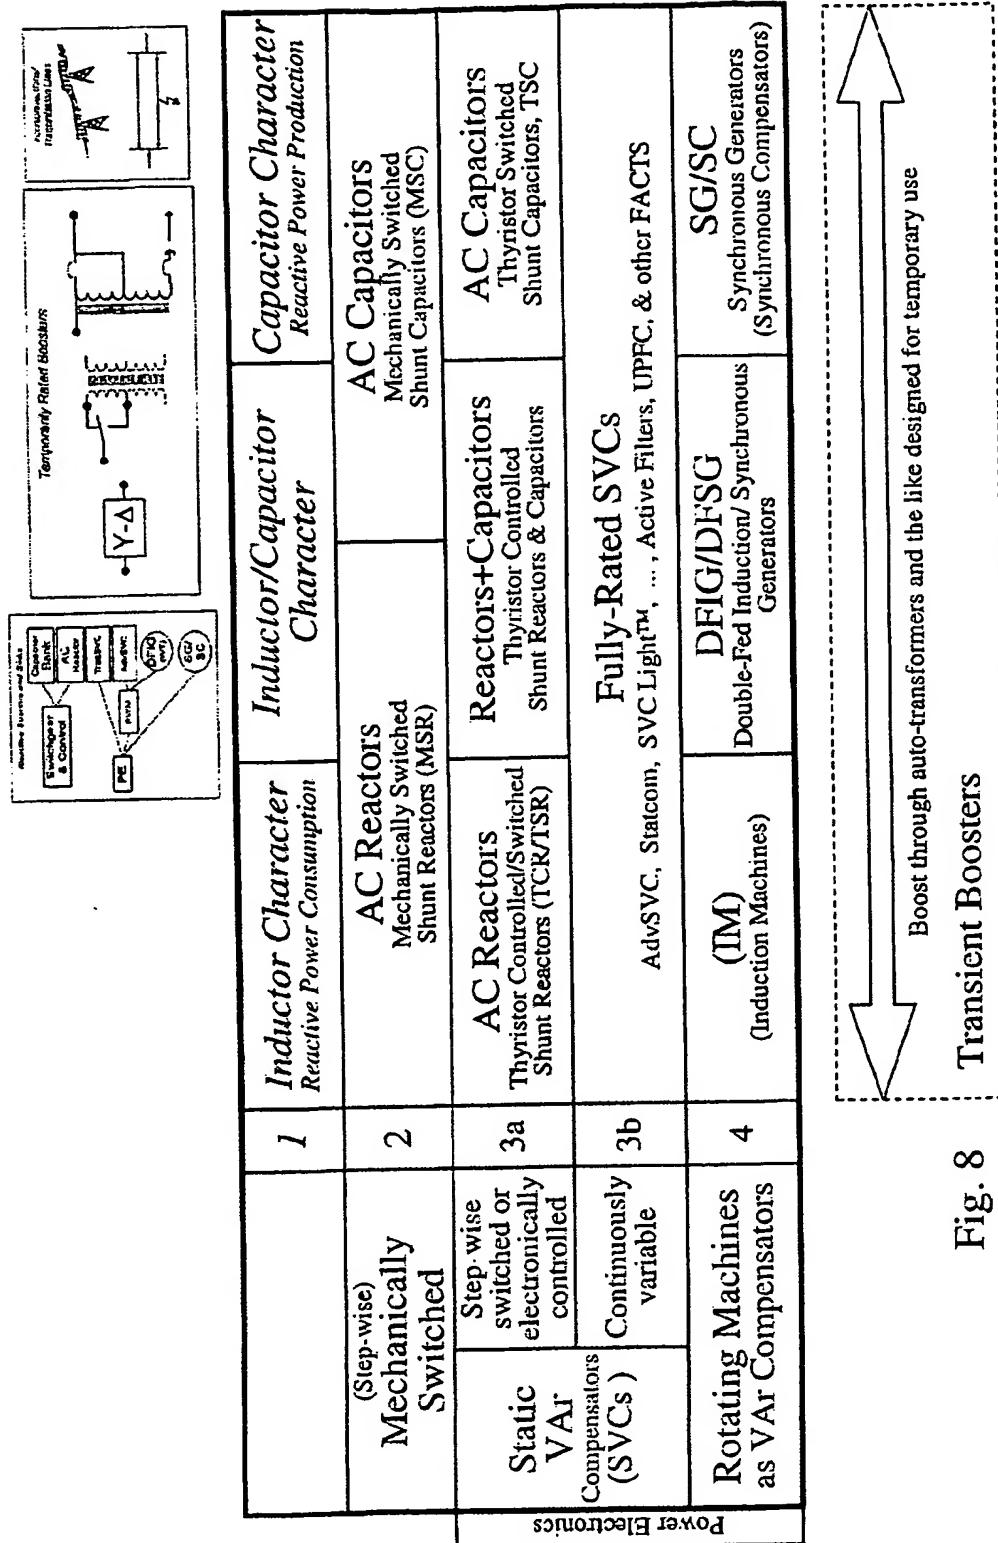 Switchgear
& Control
Capacitor
Bank
AC
Reactor
PE
DFIG
SG/
SC
Temporarily Rated Boosters
Y-Δ
Transmission Lines
1
Inductor Character
Reactive Power Consumption
Inductor/Capacitor
Character
Capacitor Character
Reactive Power Production
(Step-wise)
Mechanically
Switched
2
AC Reactors
Mechanically Switched
Shunt Reactors (MSR)
AC Capacitors
Mechanically Switched
Shunt Capacitors (MSC)
Power Electronics
Static
VAr
Compensators
(SVCs )
Step-wise
switched or
electronically
controlled
3a
AC Reactors
Thyristor Controlled/Switched
Shunt Reactors (TCR/TSR)
Reactors+Capacitors
Thyristor Controlled
Shunt Reactors & Capacitors
AC Capacitors
Thyristor Switched
Shunt Capacitors, TSC
Continuously
variable
3b
Fully-Rated SVCs
AdvSVC, Statcom, SVC Light™, ... , Active Filters, UPFC, & other FACTS
Rotating Machines
as VAr Compensators
4
(IM)
(Induction Machines)
DFIG/DFSG
Double-Fed Induction/ Synchronous
Generators
SG/SC
Synchronous Generators
(Synchronous Compensators)
Boost through auto-transformers and the like designed for temporary use
Fig. 8 Transient Boosters